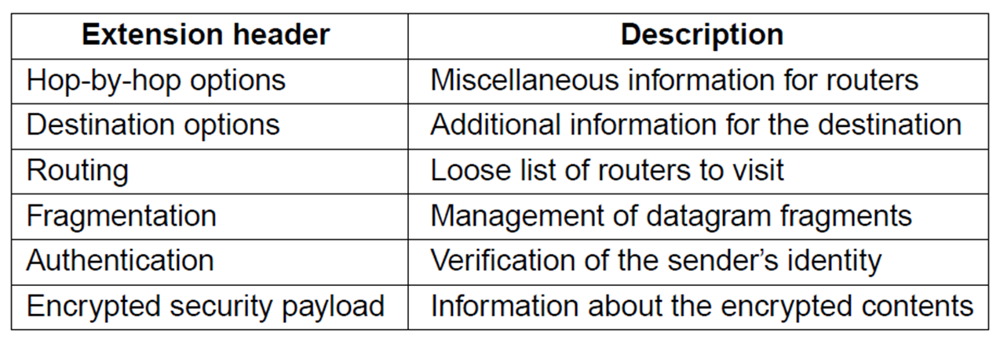 Extension header Description
Hop-by-hop options Miscellaneous information for routers
Destination options Additional information for the destination
Routing Loose list of routers to visit
Fragmentation Management of datagram fragments
Authentication Verification of the sender’s identity
Encrypted security payload Information about the encrypted contents